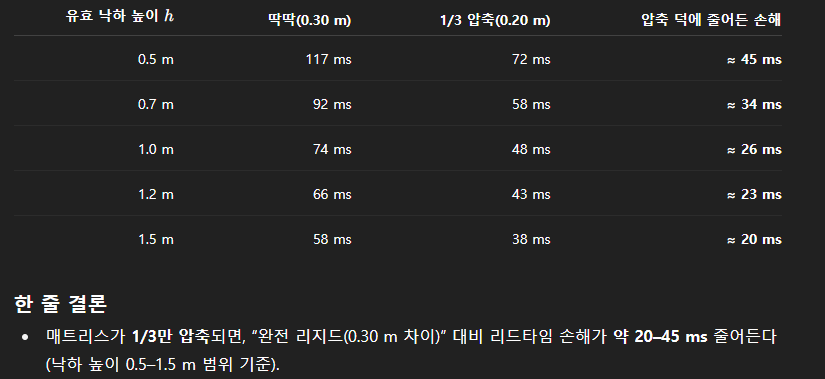 유효 낙하 높이 h 딱딱(0.30 m) 1/3 압축(0.20 m) 압축 덕에 줄어든 손해
0.5 m 117 ms 72 ms ≈ 45 ms
0.7 m 92 ms 58 ms ≈ 34 ms
1.0 m 74 ms 48 ms ≈ 26 ms
1.2 m 66 ms 43 ms ≈ 23 ms
1.5 m 58 ms 38 ms ≈ 20 ms
한 줄 결론
• 매트리스가 1/3만 압축되면, “완전 리지드(0.30 m 차이)” 대비 리드타임 손해가 약 20–45 ms 줄어든다
(낙하 높이 0.5–1.5 m 범위 기준).